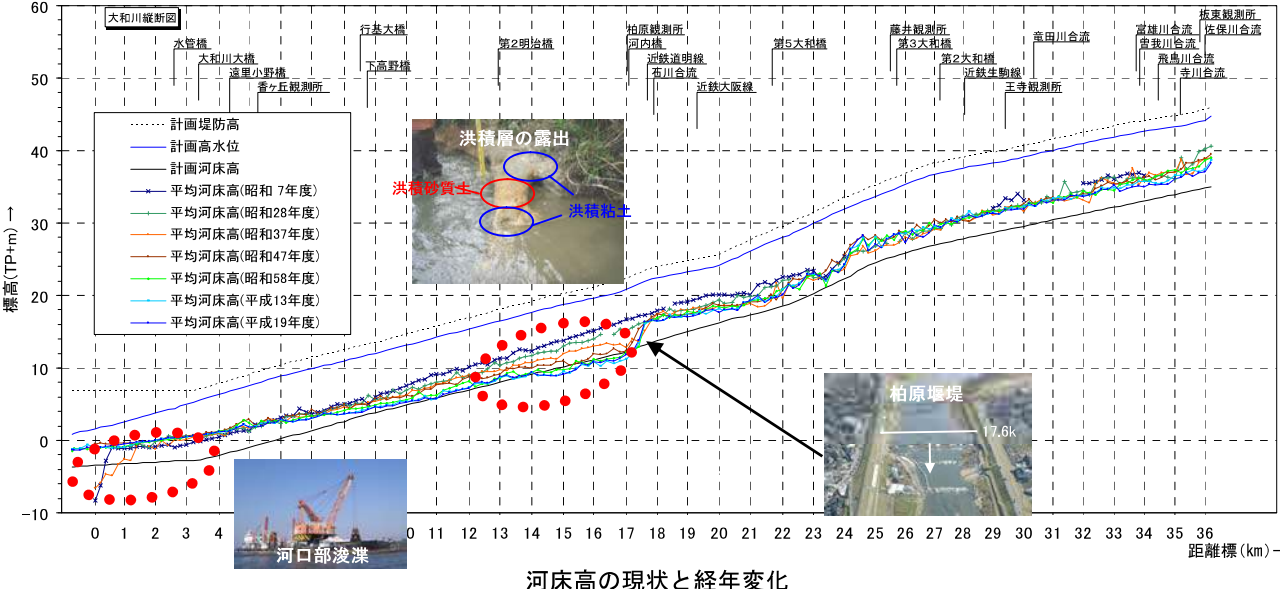 大和川縦断図
水管橋
大和川大橋
遠里小野橋
香ヶ丘観測所
行基大橋
下高野橋
第2明治橋
柏原観測所
河内橋
近鉄道明線
石川合流
近鉄大阪線
第5大和橋
藤井観測所
第3大和橋
第2大和橋
近鉄生駒線
王寺観測所
竜田川合流
富雄川合流
曽我川合流
飛鳥川合流
寺川合流
板東観測所
佐保川合流
標高(TP+m) →
60
50
40
30
20
10
0
-10
計画堤防高
計画高水位
計画河床高
平均河床高(昭和 7年度)
平均河床高(昭和28年度)
平均河床高(昭和37年度)
平均河床高(昭和47年度)
平均河床高(昭和58年度)
平均河床高(平成13年度)
平均河床高(平成19年度)
洪積層の露出
洪積砂質土
洪積粘土
柏原堰堤
17.6k
河口部浚渫
0 1 2 3 4 10 11 12 13 14 15 16 17 18 19 20 21 22 23 24 25 26 27 28 29 30 31 32 33 34 35 36
距離標(km)
河床高の現状と経年変化